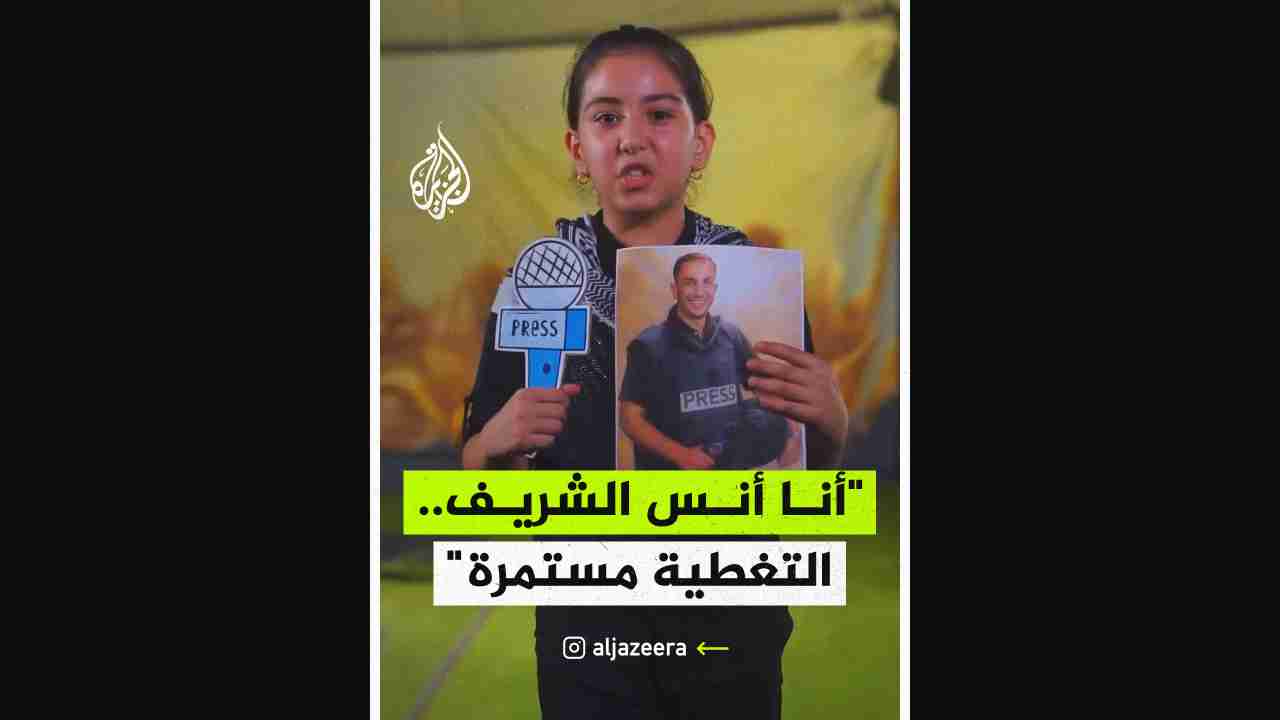 الجزيرة
PRESS
PRESS
"أنـا أنـس الشريـف..
التغطية مستمرة"
aljazeera